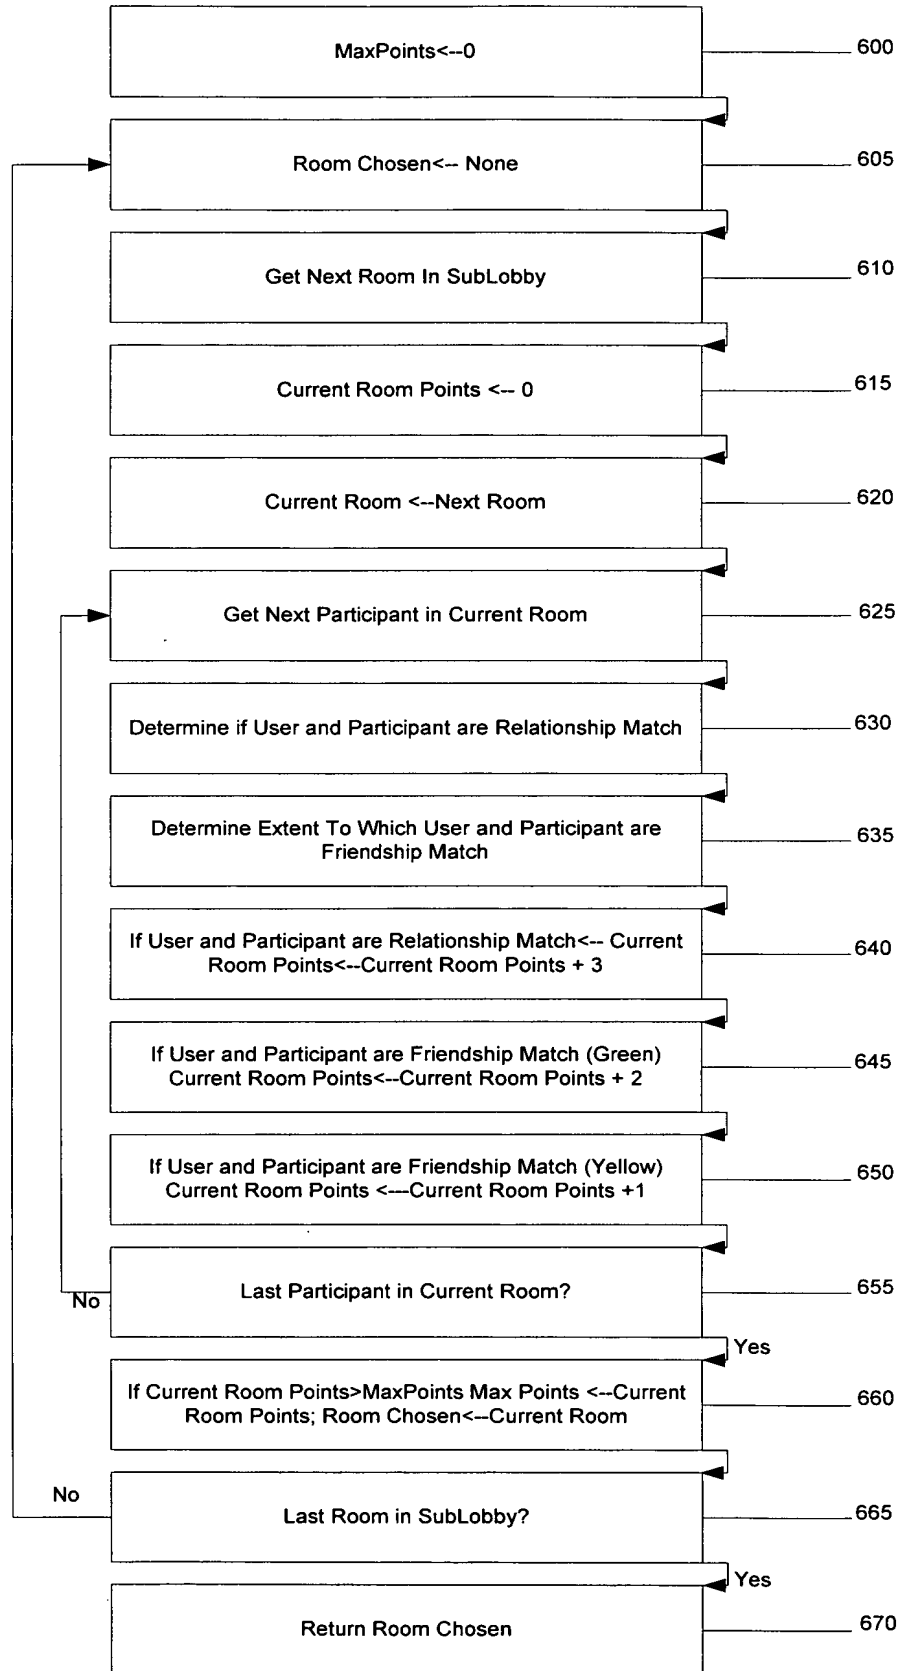 MaxPoints<--0
600
Room Chosen<-- None
605
Get Next Room In SubLobby
610
Current Room Points <-- 0
615
Current Room <--Next Room
620
Get Next Participant in Current Room
625
Determine if User and Participant are Relationship Match
630
Determine Extent To Which User and Participant are
Friendship Match
635
If User and Participant are Relationship Match<-- Current
Room Points<--Current Room Points + 3
640
If User and Participant are Friendship Match (Green)
Current Room Points<--Current Room Points + 2
645
If User and Participant are Friendship Match (Yellow)
Current Room Points <---Current Room Points +1
650
Last Participant in Current Room?
655
No
Yes
If Current Room Points>MaxPoints Max Points <--Current
Room Points; Room Chosen<--Current Room
660
No
Last Room in SubLobby?
665
Yes
Return Room Chosen
670